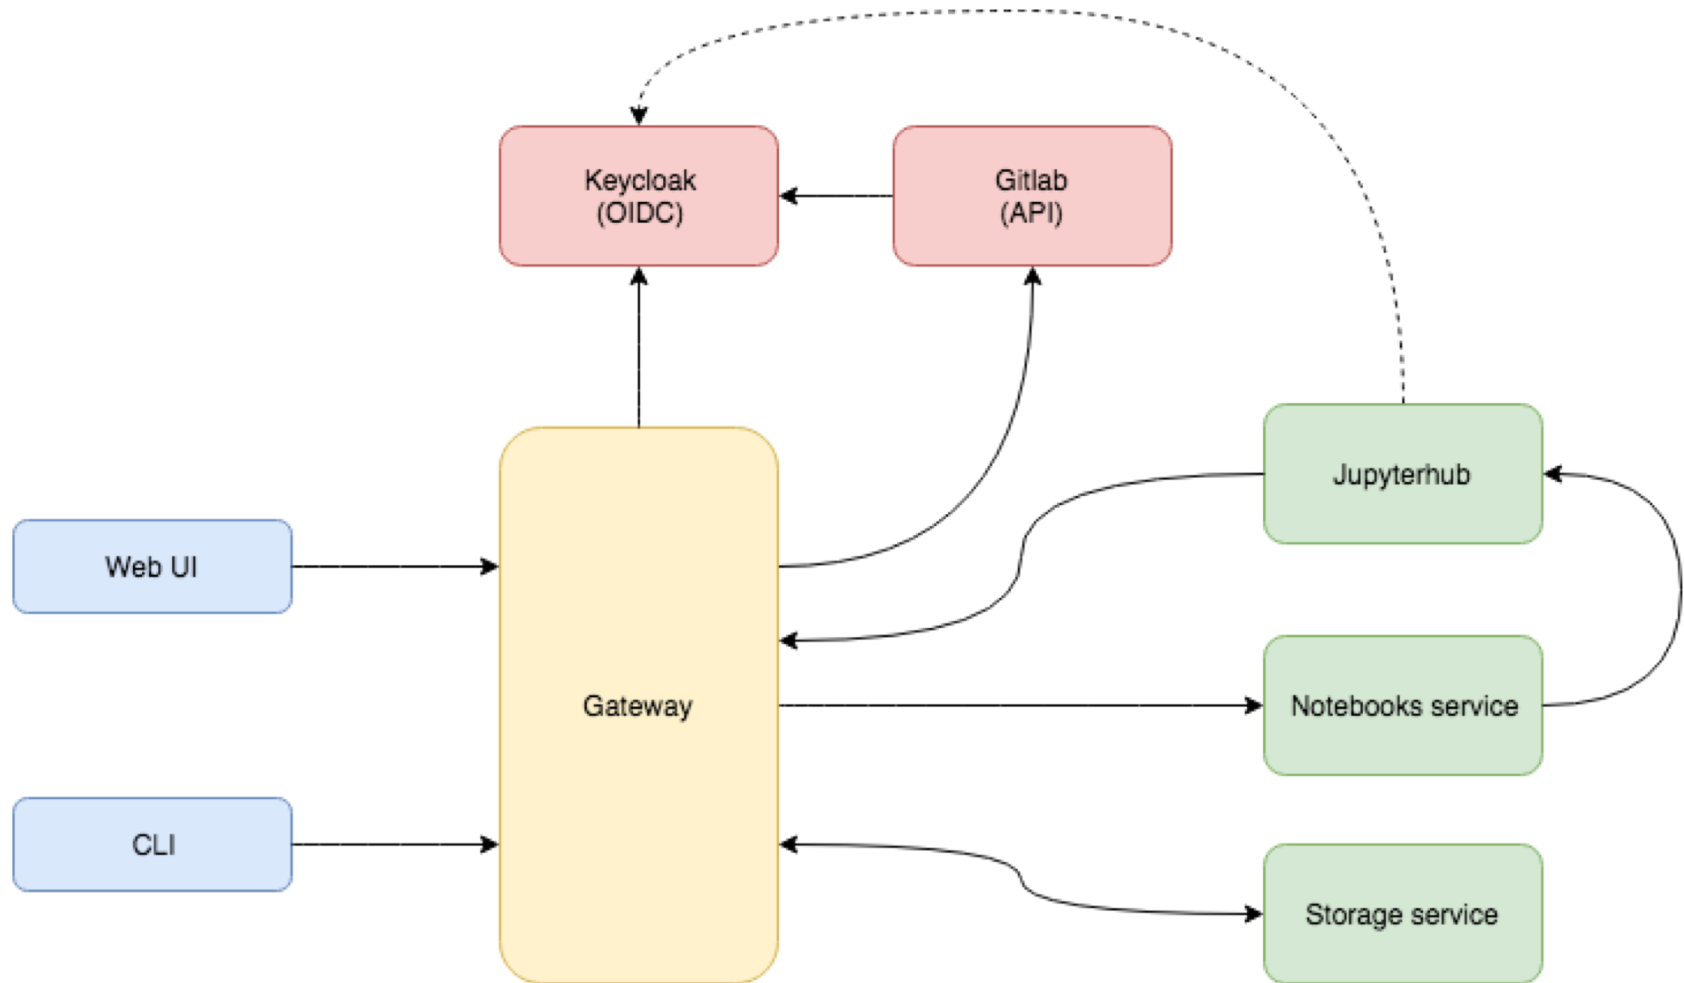 Keycloak
(OIDC)
Gitlab
(API)
Jupyterhub
Web UI
Gateway
Notebooks service
CLI
Storage service